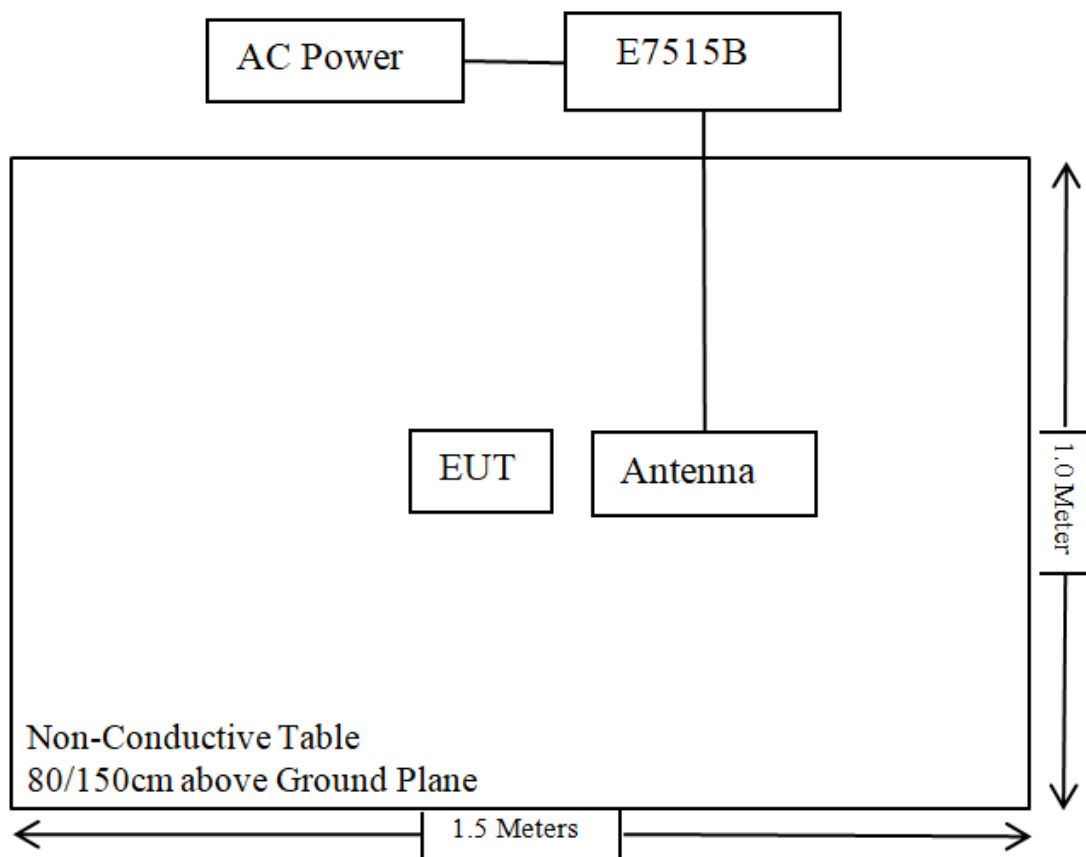 AC Power
E7515B
EUT
Antenna
1.0 Meter
Non-Conductive Table
80/150cm above Ground Plane
1.5 Meters